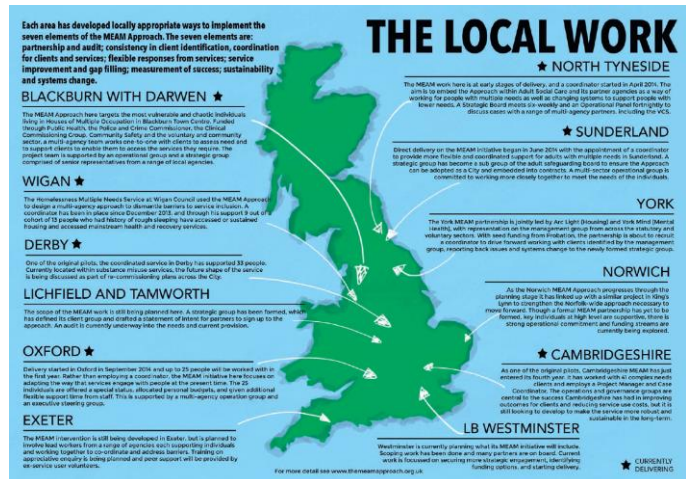 Each area has developed locally appropriate ways to implement the
seven elements of the MEAM Approach. The seven elements are:
partnership and audit; consistency in client identification, coordination
for clients and services; flexible responses from services; service
improvement and gap filling; measurement of success; sustainability
and systems change.
THE LOCAL WORK
BLACKBURN WITH DARWEN ★
The MEAM Approach here targets the most vulnerable and chaotic individuals
living in Houses of Multiple Occupation in Blackburn Town Centre. Funded
through Public Health, the Police and Crime Commissioner, the Clinical
Commissioning Group, Community Safety and the voluntary and community
sector, a multi-agency team works one-to-one with clients to assess need and
to support clients to enable them to access the services they require. The
project team is supported by an operational group and a strategic group
comprised of senior representatives from a range of local agencies.
WIGAN ★
The Homelessness Multiple Needs Service at Wigan Council used the MEAM Approach
to design a multi-agency approach to dismantle barriers to service inclusion. A
coordinator has been in place since December 2013, and through his support 9 out of
cohort of 13 people who had history of rough sleeping have accessed or sustained
housing and accessed mainstream health and recovery services.
DERBY ★
One of the original pilots, the coordinated service in Derby has supported 33 people.
Currently located within substance misuse services, the future shape of the service
is being discussed as part of re-commissioning plans across the City.
LICHFIELD AND TAMWORTH
The scope of the MEAM work is still being planned here. A strategic group has been formed, which
has defined its client group and drafted a statement of intent for partners to sign up to the
approach. An audit is currently underway into the needs and current provision.
OXFORD ★
Delivery started in Oxford in September 2014 and up to 25 people will be worked with in
the first year. Rather than employing a coordinator, the MEAM initiative here focuses on
adapting the way that services engage with people at the present time. The 25
individuals are offered a special status, allocated personal budgets, and given additional
flexible support time from staff. This is supported by a multi-agency operation group and
an executive steering group.
EXETER
The MEAM intervention is still being developed in Exeter, but is planned to
involve lead workers from a range of agencies each supporting individuals
and working together to co-ordinate and address barriers. Training on
appreciative enquiry is being planned and peer support will be provided by
ex-service user volunteers.
★ NORTH TYNESIDE
The MEAM work here is at early stages of delivery, and a coordinator started in April 2014. The
aim is to embed the Approach within Adult Social Care and its partner agencies as a way of
working for people with multiple needs as well as changing systems to support people with
lower needs. A Strategic Board meets six-weekly and an Operational Panel fortnightly to
discuss cases with a range of multi-agency partners, including the VCS.
★ SUNDERLAND
Direct delivery on the MEAM initiative began in June 2014 with the appointment of a coordinator
to provide more flexible and coordinated support for adults with multiple needs in Sunderland. A
strategic group has become a sub group of the adult safeguarding board to ensure the Approach
can be adopted as a City and embedded into contracts. A multi-sector operational group is
committed to working more closely together to meet the needs of the individuals.
YORK
The York MEAM partnership is jointly led by Arc Light (Housing) and York Mind (Mental
Health), with representation on the management group from across the statutory and
voluntary sectors. With seed funding from Probation, the partnership is about to recruit
a coordinator to drive forward working with clients identified by the management
group, reporting back issues and systems change to the newly formed strategic group.
NORWICH
As the Norwich MEAM Approach progresses through the
planning stage it has linked up with a similar project in King's
Lynn to strengthen the Norfolk-wide approach necessary to
move forward. Though a formal MEAM partnership has yet to be
formed, key individuals at high level are supportive, there is
strong operational commitment and funding streams are
currently being explored.
★ CAMBRIDGESHIRE
As one of the original pilots, Cambridgeshire MEAM has just
entered its fourth year. It has worked with 41 complex needs
clients and employs a Project Manager and Case
Coordinator. The operations and governance groups are
central to the success Cambridgeshire has had in improving
outcomes for clients and reducing service use costs, but it is
still looking to develop to make the service more robust and
sustainable in the long-term.
LB WESTMINSTER
Westminster is currently planning what its MEAM initiative will include.
Scoping work has been done and many partners are on board. Current
work is focussed on securing more strategic engagement, identifying
funding options, and starting delivery.
For more detail see www.themeamapproach.org.uk
★ CURRENTLY
DELIVERING